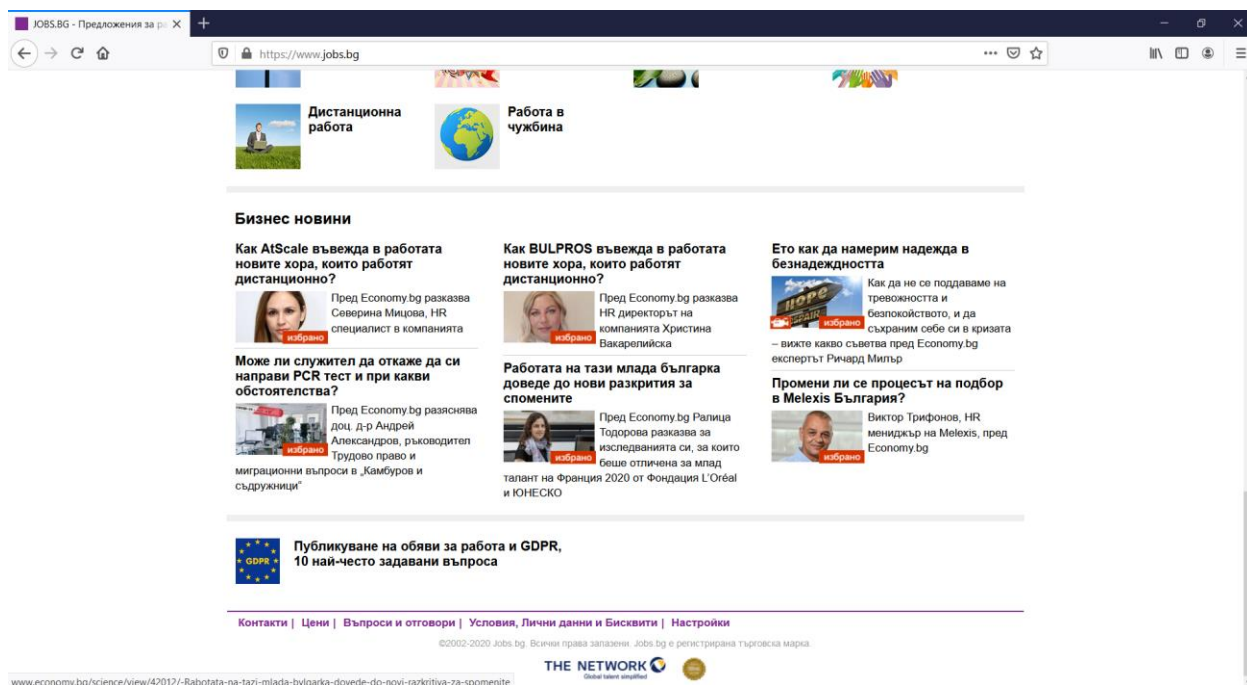 JOBS.BG - Предложения за ра
https://www.jobs.bg
Дистанционна
работа
Работа в
чужбина
Бизнес новини
Как AtScale въвежда в работата
новите хора, които работят
дистанционно?
Пред Economy.bg разказва
Северина Мицова, HR
специалист в компанията
избрано
Може ли служител да откаже да си
направи PCR тест и при какви
обстоятелства?
Пред Economy.bg разяснява
доц. д-р Андрей
Александров, ръководител
избрано
Трудово право и
миграционни въпроси в „Камбуров и
съдружници“
Как BULPROS въвежда в работата
новите хора, които работят
дистанционно?
Пред Economy.bg разказва
HR директорът на
компанията Христина
избрано
Вакарелийска
Работата на тази млада българка
доведе до нови разкрития за
спомените
Пред Economy.bg Ралица
Тодорова разказва за
изследванията си, за които
избрано
беше отличена за млад
талант на Франция 2020 от Фондация L’Oréal
и ЮНЕСКО
Ето как да намерим надежда в
безнадеждността
HOPE
Как да не се поддаваме на
тревожността и
безпокойството, и да
избрано
съхраним себе си в кризата
– вижте какво съветва пред Economy.bg
експертът Ричард Милър
Промени ли се процесът на подбор
в Melexis България?
Виктор Трифонов, HR
мениджър на Melexis, пред
Economy.bg
избрано
GDPR
Публикуване на обяви за работа и GDPR,
10 най-често задавани въпроса
Контакти | Цени | Въпроси и отговори | Условия, Лични данни и Бисквити | Настройки
©2002-2020 Jobs.bg. Всички права запазени. Jobs.bg е регистрирана търговска марка.
THE NETWORK
Global talent simplified
www.economy.bg/science/view/42012/-Rabotata-na-tazi-mlada-bylgarka-dovede-do-novi-razkritiva-za-spomenite